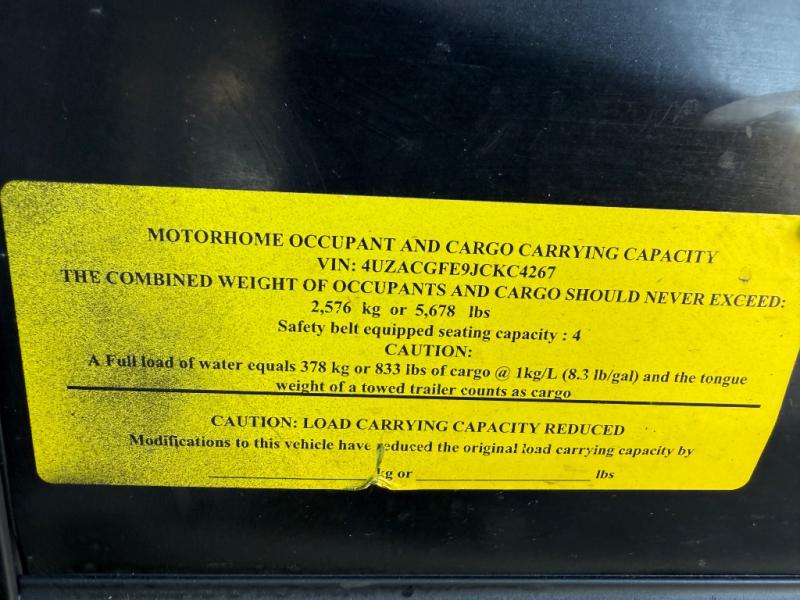 MOTORHOME OCCUPANT AND CARGO CARRYING CAPACITY
VIN: 4UZACGFE9JCKC4267
THE COMBINED WEIGHT OF OCCUPANTS AND CARGO SHOULD NEVER EXCEED:
2,576 kg or 5,678 lbs
Safety belt equipped seating capacity : 4
CAUTION:
A Full load of water equals 378 kg or 833 lbs of cargo @ 1kg/L (8.3 lb/gal) and the tongue
weight of a towed trailer counts as cargo
CAUTION: LOAD CARRYING CAPACITY REDUCED
Modifications to this vehicle have reduced the original load carrying capacity by
____________________kg or ____________________ lbs